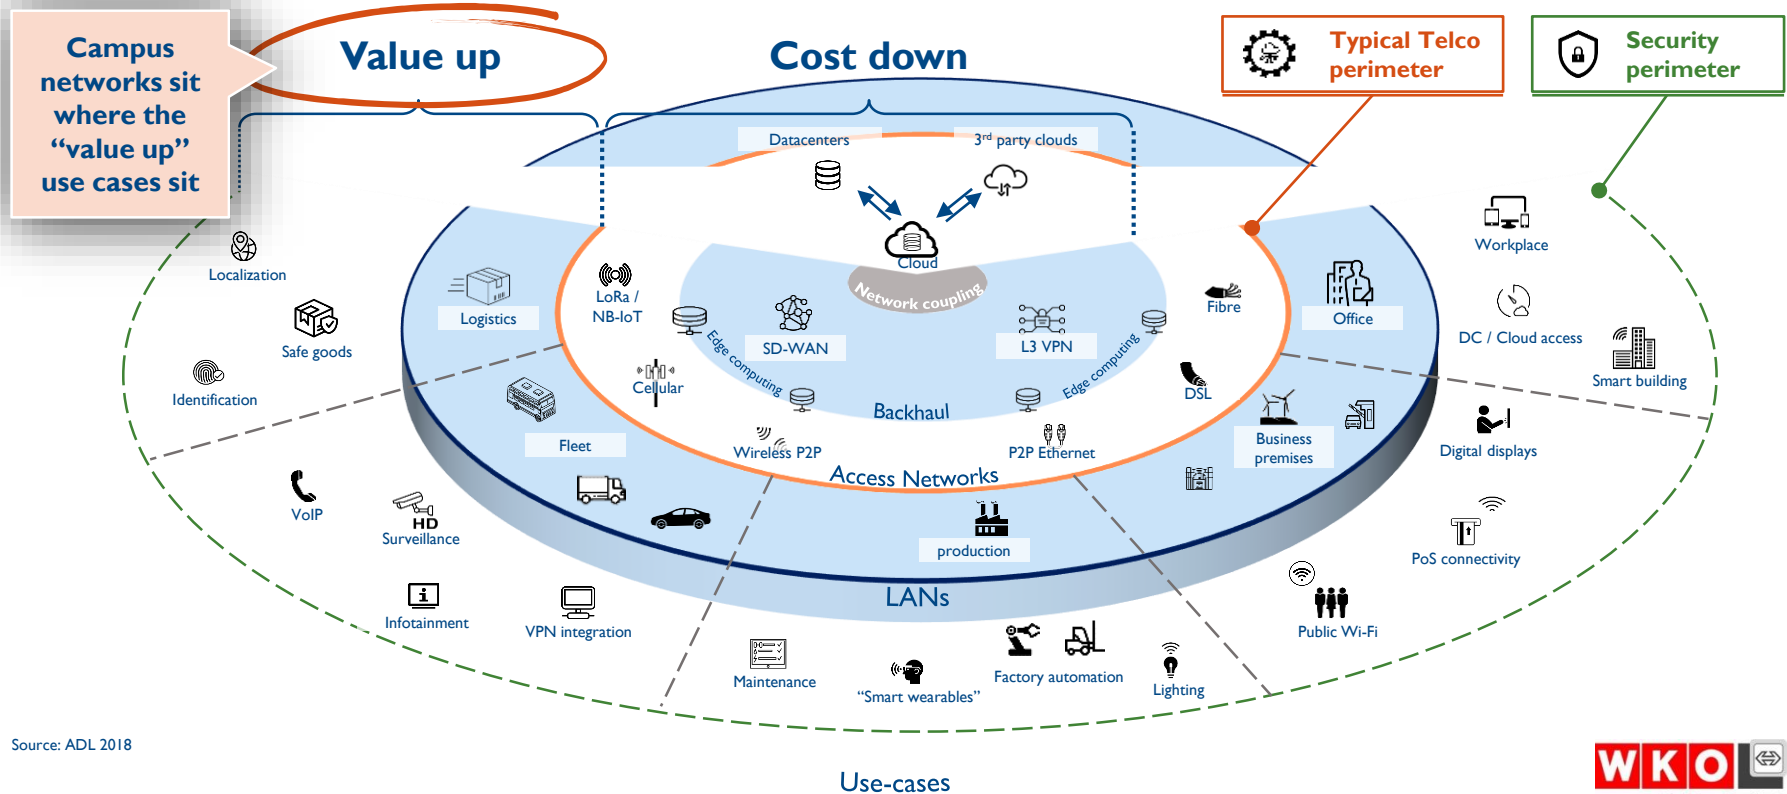 Campus
networks sit
where the
“value up”
use cases sit
Value up
Cost down
Typical Telco
perimeter
Security
perimeter
Datacenters
3rd party clouds
Cloud
Network coupling
Localization
Safe goods
Identification
Logistics
LoRa /
NB-IoT
SD-WAN
L3 VPN
Edge computing
Edge computing
Fibre
Office
Workplace
DC / Cloud access
Smart building
Cellular
Backhaul
DSL
Fleet
Wireless P2P
P2P Ethernet
Access Networks
Business
premises
Digital displays
VoIP
HD
Surveillance
production
PoS connectivity
LANs
Infotainment
VPN integration
Public Wi-Fi
Maintenance
“Smart wearables”
Factory automation
Lighting
Source: ADL 2018
Use-cases
WKO